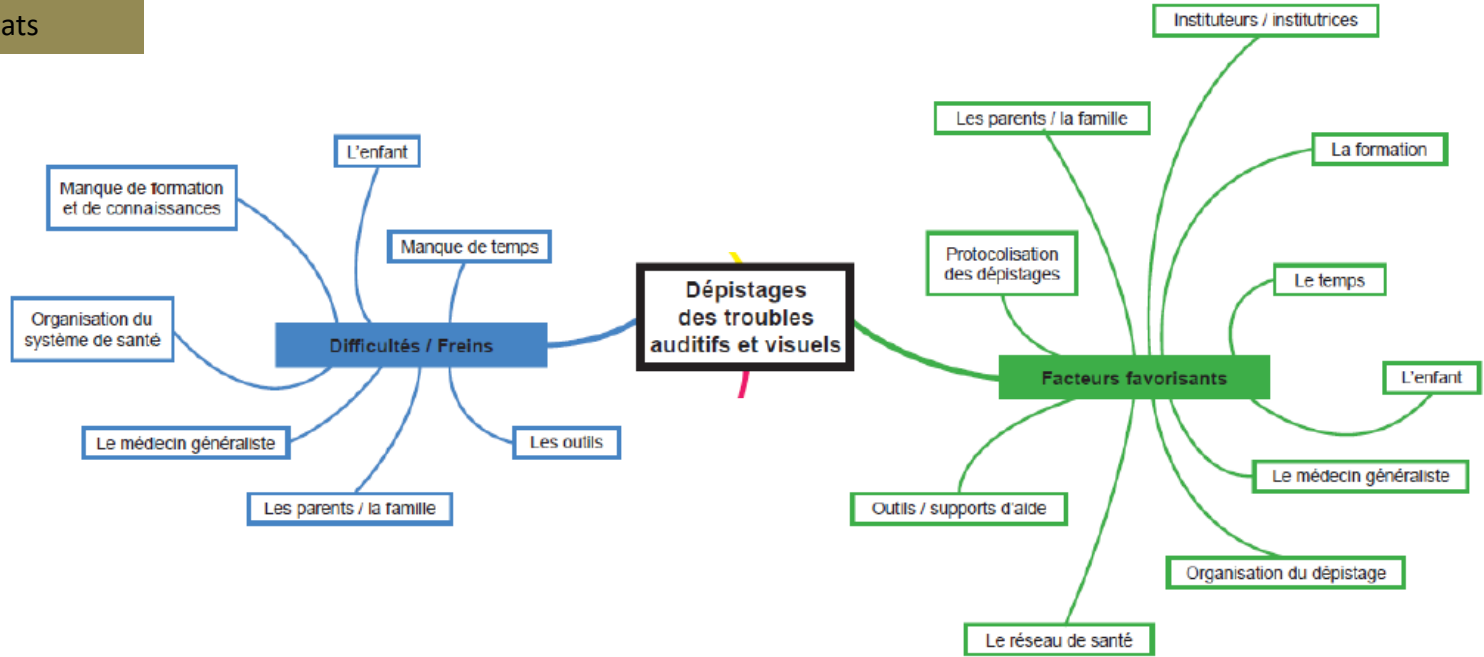 ats
Instituteurs / institutrices
Les parents / la famille
La formation
L'enfant
Manque de formation
et de connaissances
Manque de temps
Protocolisation
des dépistages
Le temps
Dépistages
des troubles
auditifs et visuels
Organisation du
système de santé
Difficultés / Freins
Facteurs favorisants
L'enfant
Le médecin généraliste
Les outils
Le médecin généraliste
Les parents / la famille
Outils / supports d'aide
Organisation du dépistage
Le réseau de santé